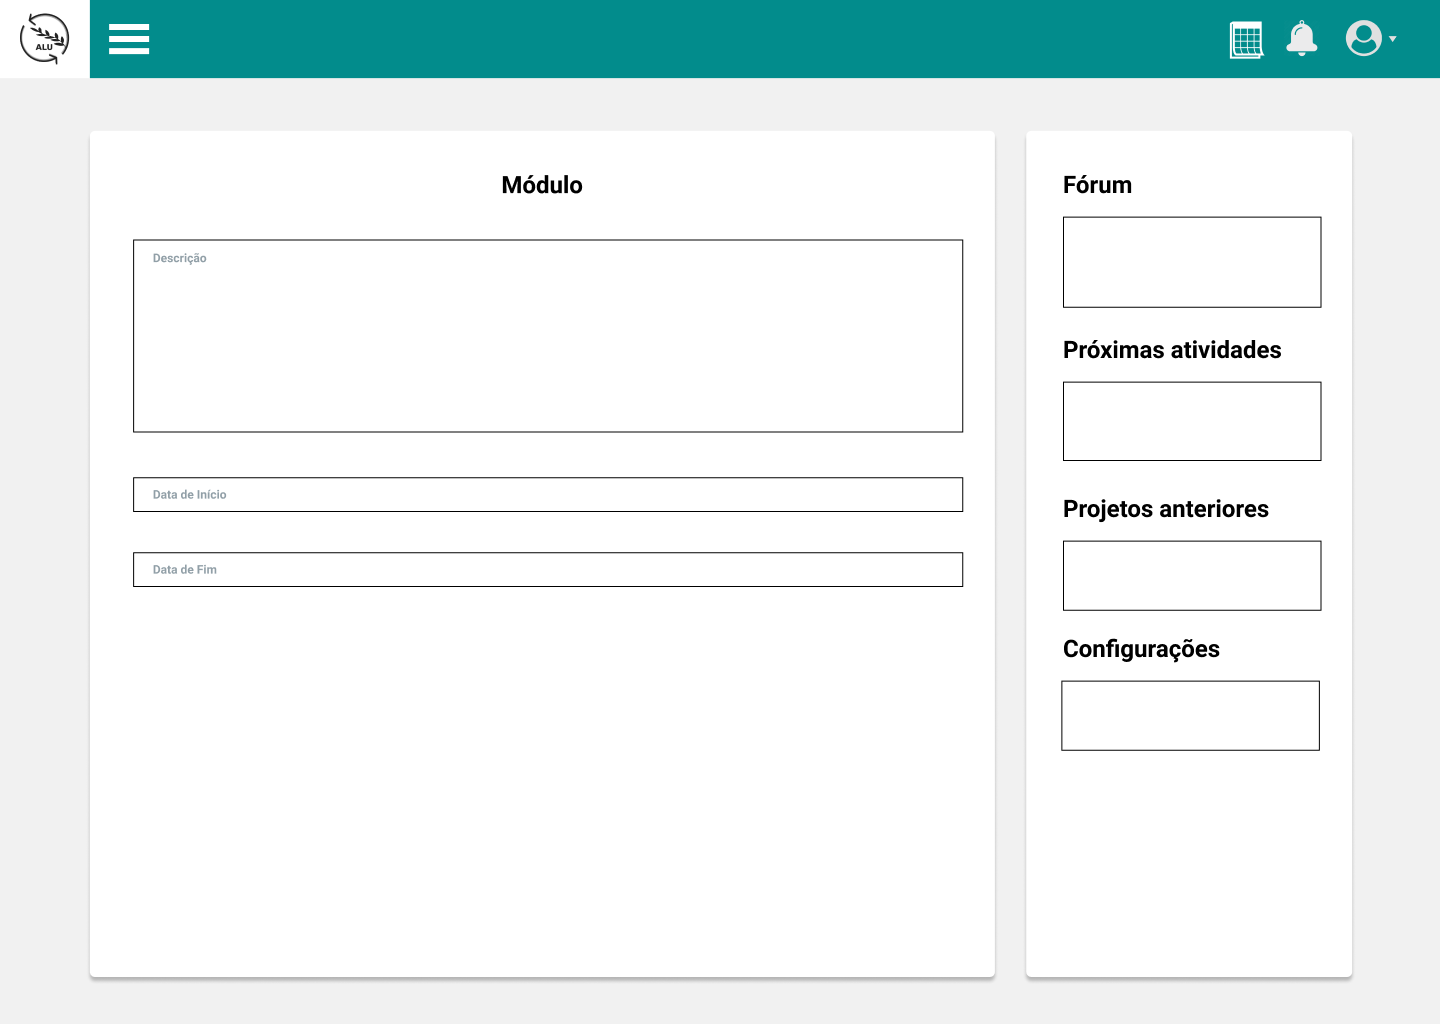 ALU
Módulo
Descrição
Data de Início
Data de Fim
Fórum
Próximas atividades
Projetos anteriores
Configurações